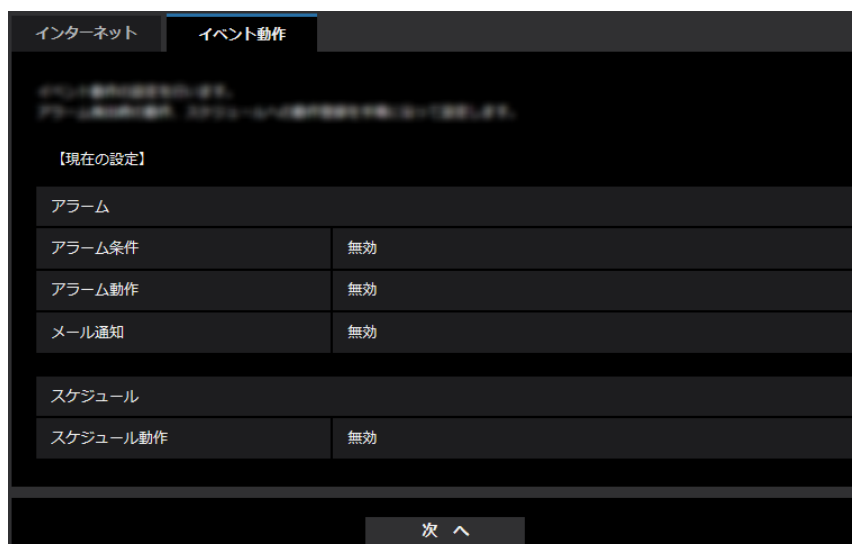 インターネット
イベント動作
【現在の設定】
アラーム
アラーム条件 無効
アラーム動作 無効
メール通知 無効
スケジュール
スケジュール動作 無効
次 へ